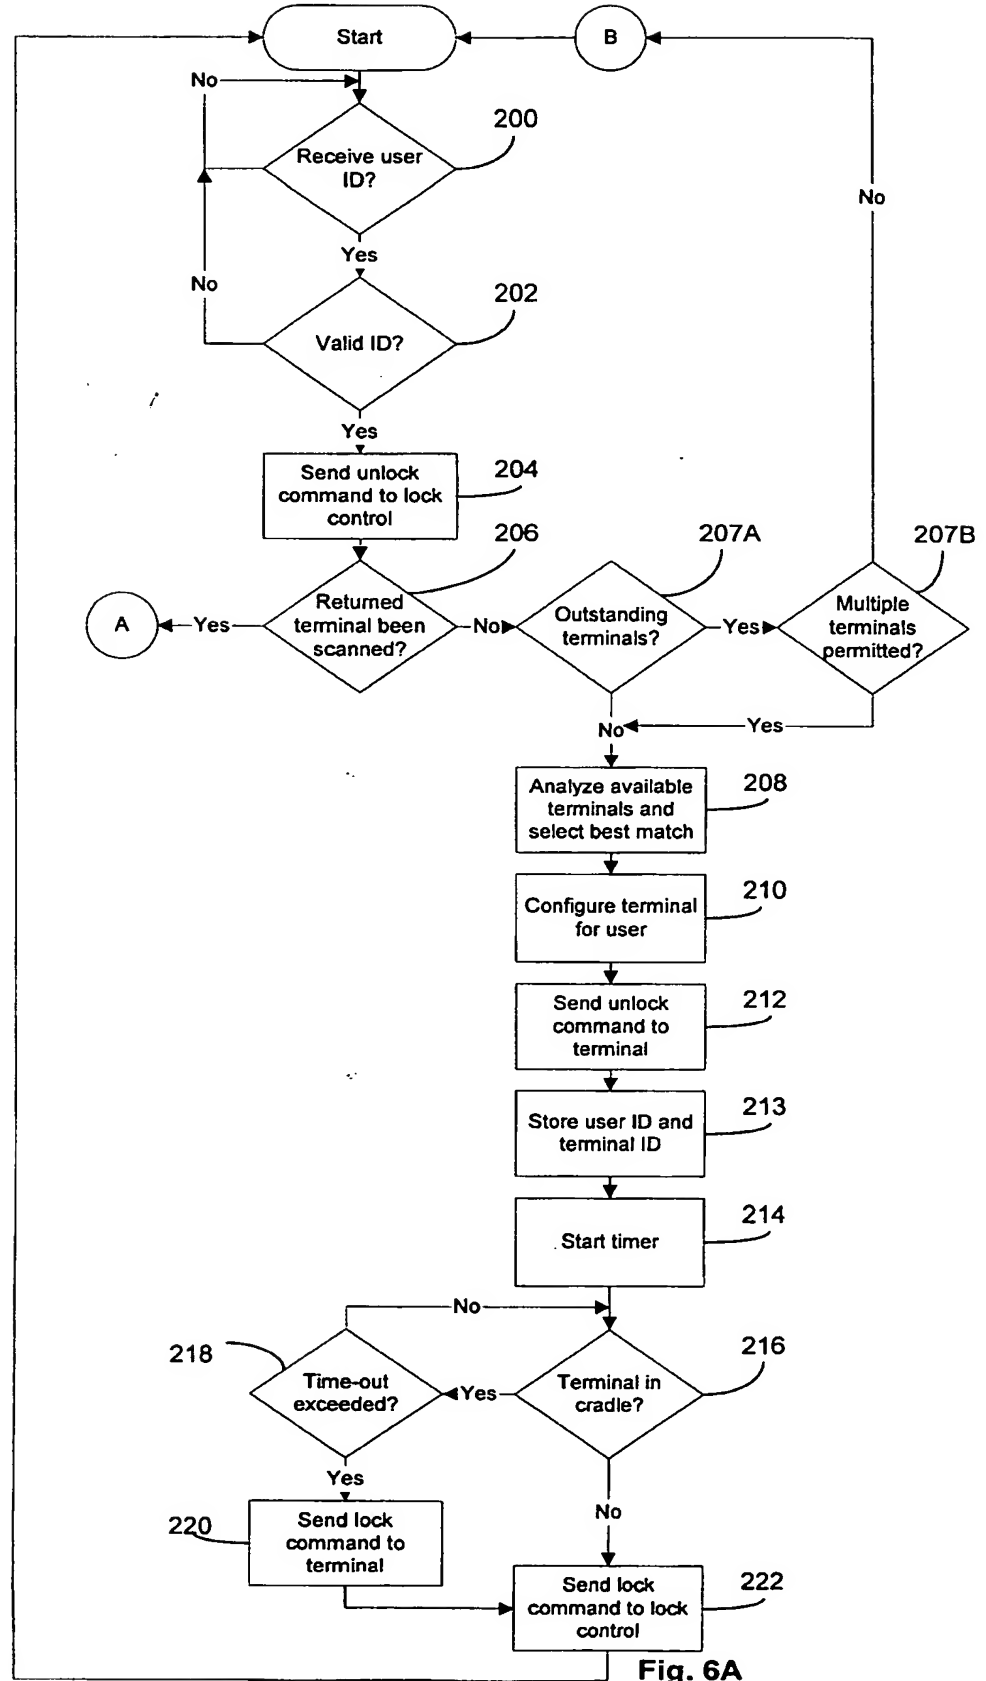 Start
B
No
200
Receive user
ID?
No
Yes
No
202
Valid ID?
Yes
Send unlock
command to lock
control
204
206
207A
207B
A
Yes
Returned
terminal been
scanned?
No
Outstanding
terminals?
Yes
Multiple
terminals
permitted?
No
Yes
Analyze available
terminals and
select best match
208
Configure terminal
for user
210
Send unlock
command to
terminal
212
Store user ID and
terminal ID
213
Start timer
214
No
218
Time-out
exceeded?
Yes
Terminal in
cradle?
216
Yes
No
220
Send lock
command to
terminal
Send lock
command to lock
control
222
Fig. 6A